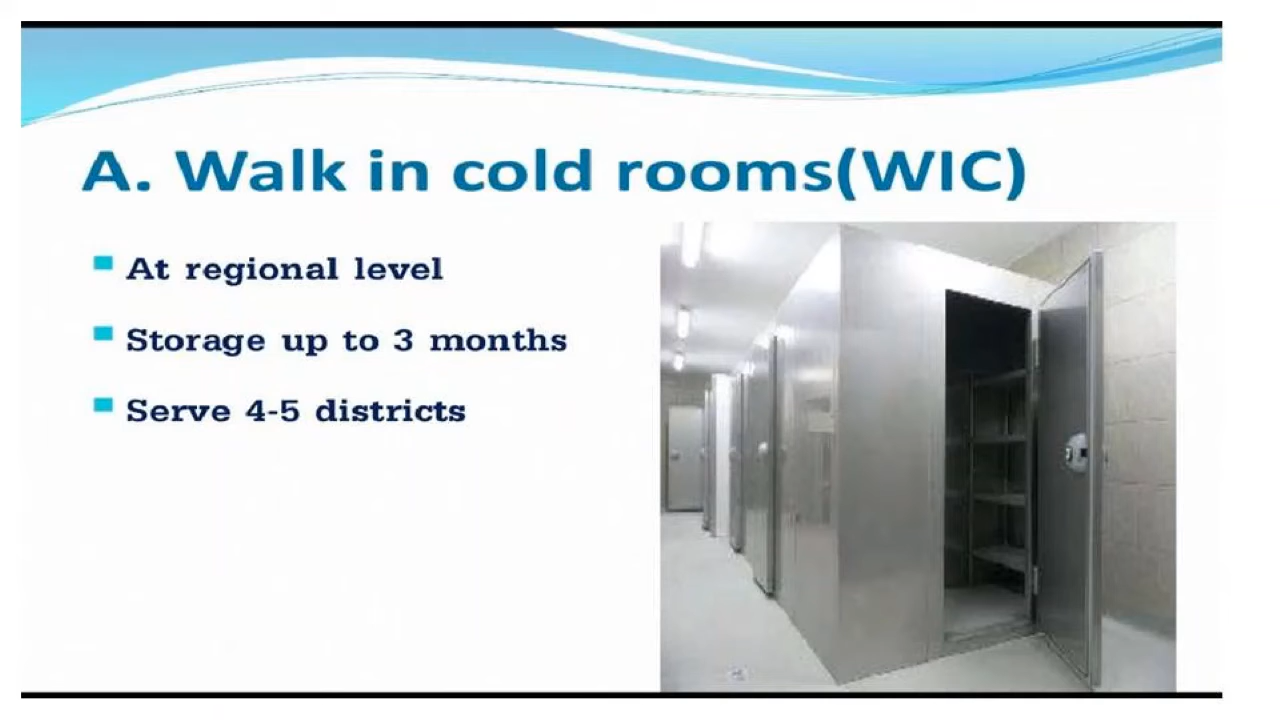 A. Walk in cold rooms(WIC)
At regional level
Storage up to 3 months
Serve 4-5 districts